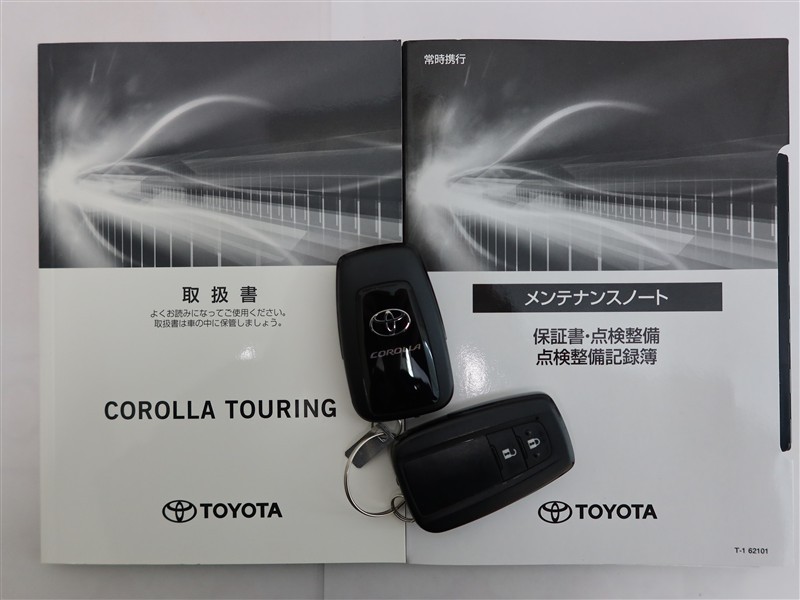 取扱書
よくお読みになってご使用ください。
取扱書は車の中に保管しましょう。
COROLLA TOURING
TOYOTA
COROLLA
常時携行
メンテナンスノート
保証書・点検整備
点検整備記録簿
TOYOTA
T-1 62101